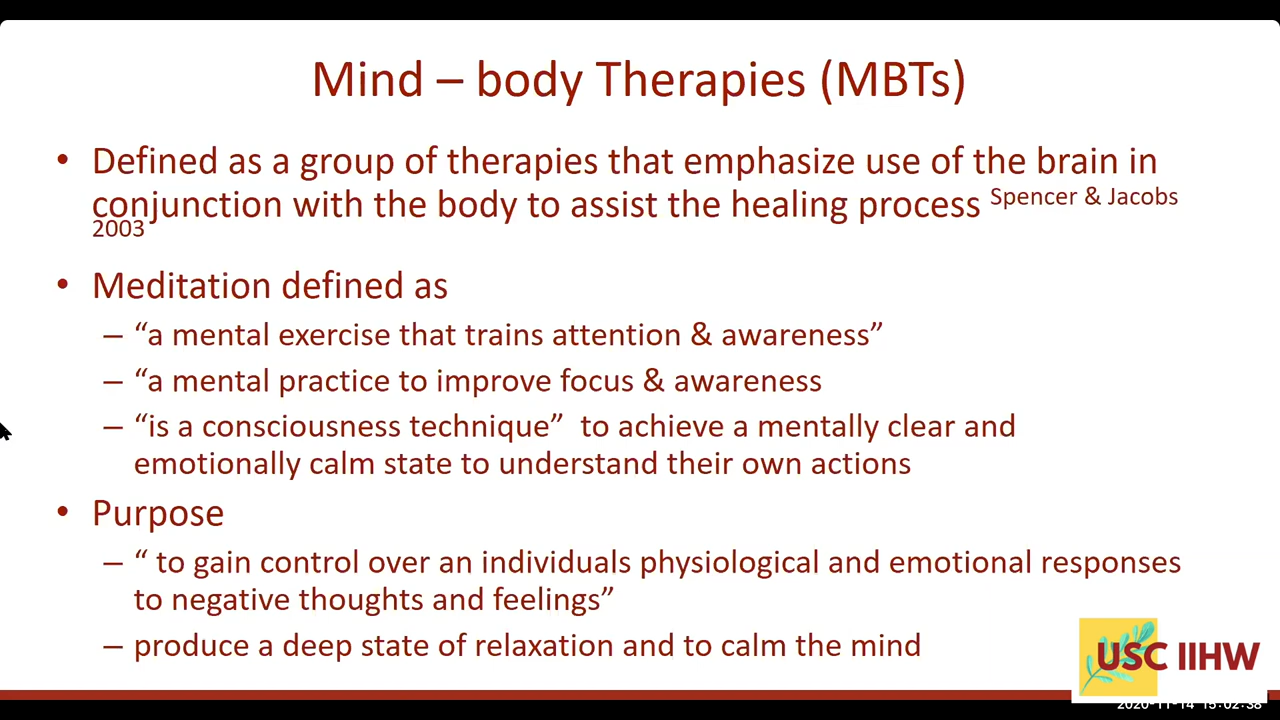 Mind – body Therapies (MBTs)
• Defined as a group of therapies that emphasize use of the brain in
conjunction with the body to assist the healing process Spencer & Jacobs
2003
• Meditation defined as
– “a mental exercise that trains attention & awareness”
– “a mental practice to improve focus & awareness
– “is a consciousness technique”  to achieve a mentally clear and
emotionally calm state to understand their own actions
• Purpose
– “ to gain control over an individuals physiological and emotional responses
to negative thoughts and feelings”
– produce a deep state of relaxation and to calm the mind
USC IIHW
2020-11-14 15:02:38